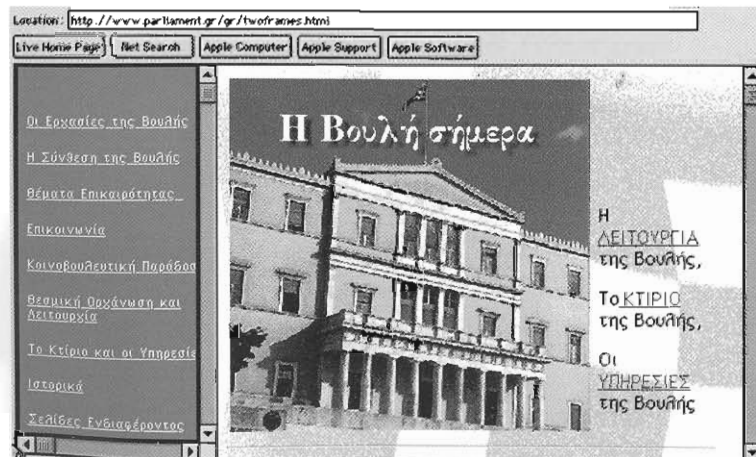 Location: http://www.parliament.gr/gr/twoframes.html
Live Home Page Net Search Apple Computer Apple Support Apple Software
Οι Εργασίες της Βουλής
Η Σύνθεση της Βουλής
Θέματα Επικαιρότητας
Επικοινωνία
Κοινοβουλευτική Παράδοσ
Θεσμική Οργάνωση και
Λειτουργία
Το Κτίριο και οι Υπηρεσίε
Ιστορικά
Σελίδες Ενδιαφέροντος
Η Βουλή σήμερα
Η
ΛΕΙΤΟΥΡΓΙΑ
της Βουλής,
Το ΚΤΙΡΙΟ
της Βουλής,
Οι
ΥΠΗΡΕΣΙΕΣ
της Βουλής